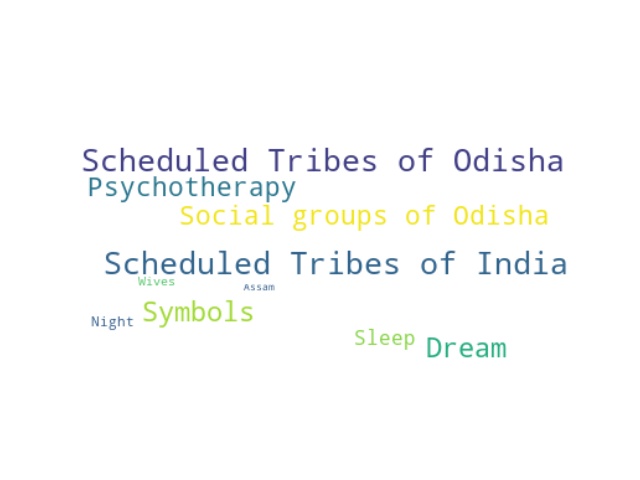 Scheduled Tribes of Odisha
Psychotherapy
Social groups of Odisha
Scheduled Tribes of India
Wives
Assam
Symbols
Night
Sleep
Dream